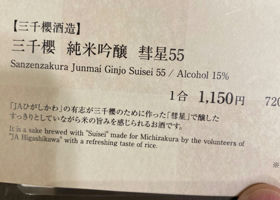 【三千櫻酒造】
三千櫻 純米吟醸 彗星55
Sanzenzakura Junmai Ginjo Suisei 55 / Alcohol 15%
1合 1,150円 720
「JAひがしかわ」の有志が三千櫻のために作った「彗星」で醸した
すっきりとしていながら米の旨みを感じられるお酒です。
It is a sake brewed with "Suisei" made for Michizakura by the volunteers of
"JA Higashikawa" with a refreshing taste of rice.